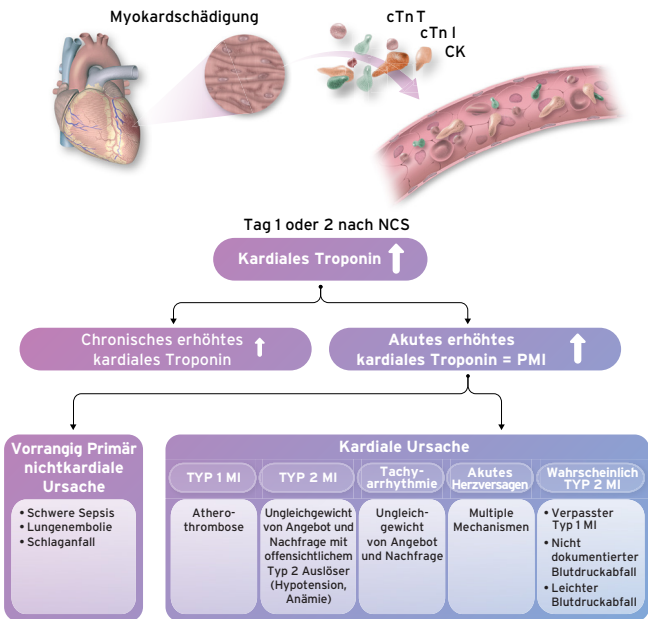 Myokardschädigung
cTn T
cTn I
CK
Tag 1 oder 2 nach NCS
Kardiales Troponin
Chronisches erhöhtes
kardiales Troponin
Akutes erhöhtes
kardiales Troponin = PMI
Vorrangig Primär
nichtkardiale
Ursache
• Schwere Sepsis
• Lungenembolie
• Schlaganfall
Kardiale Ursache
TYP 1 MI
Athero-
thrombose
TYP 2 MI
Ungleichgewicht
von Angebot und
Nachfrage mit
offensichtlichem
Typ 2 Auslöser
(Hypotension,
Anämie)
Tachy-
arrhythmie
Ungleich-
gewicht
von Angebot
und Nachfrage
Akutes
Herzversagen
Multiple
Mechanismen
Wahrscheinlich
TYP 2 MI
• Verpasster
Typ 1 MI
• Nicht
dokumentierter
Blutdruckabfall
• Leichter
Blutdruckabfall